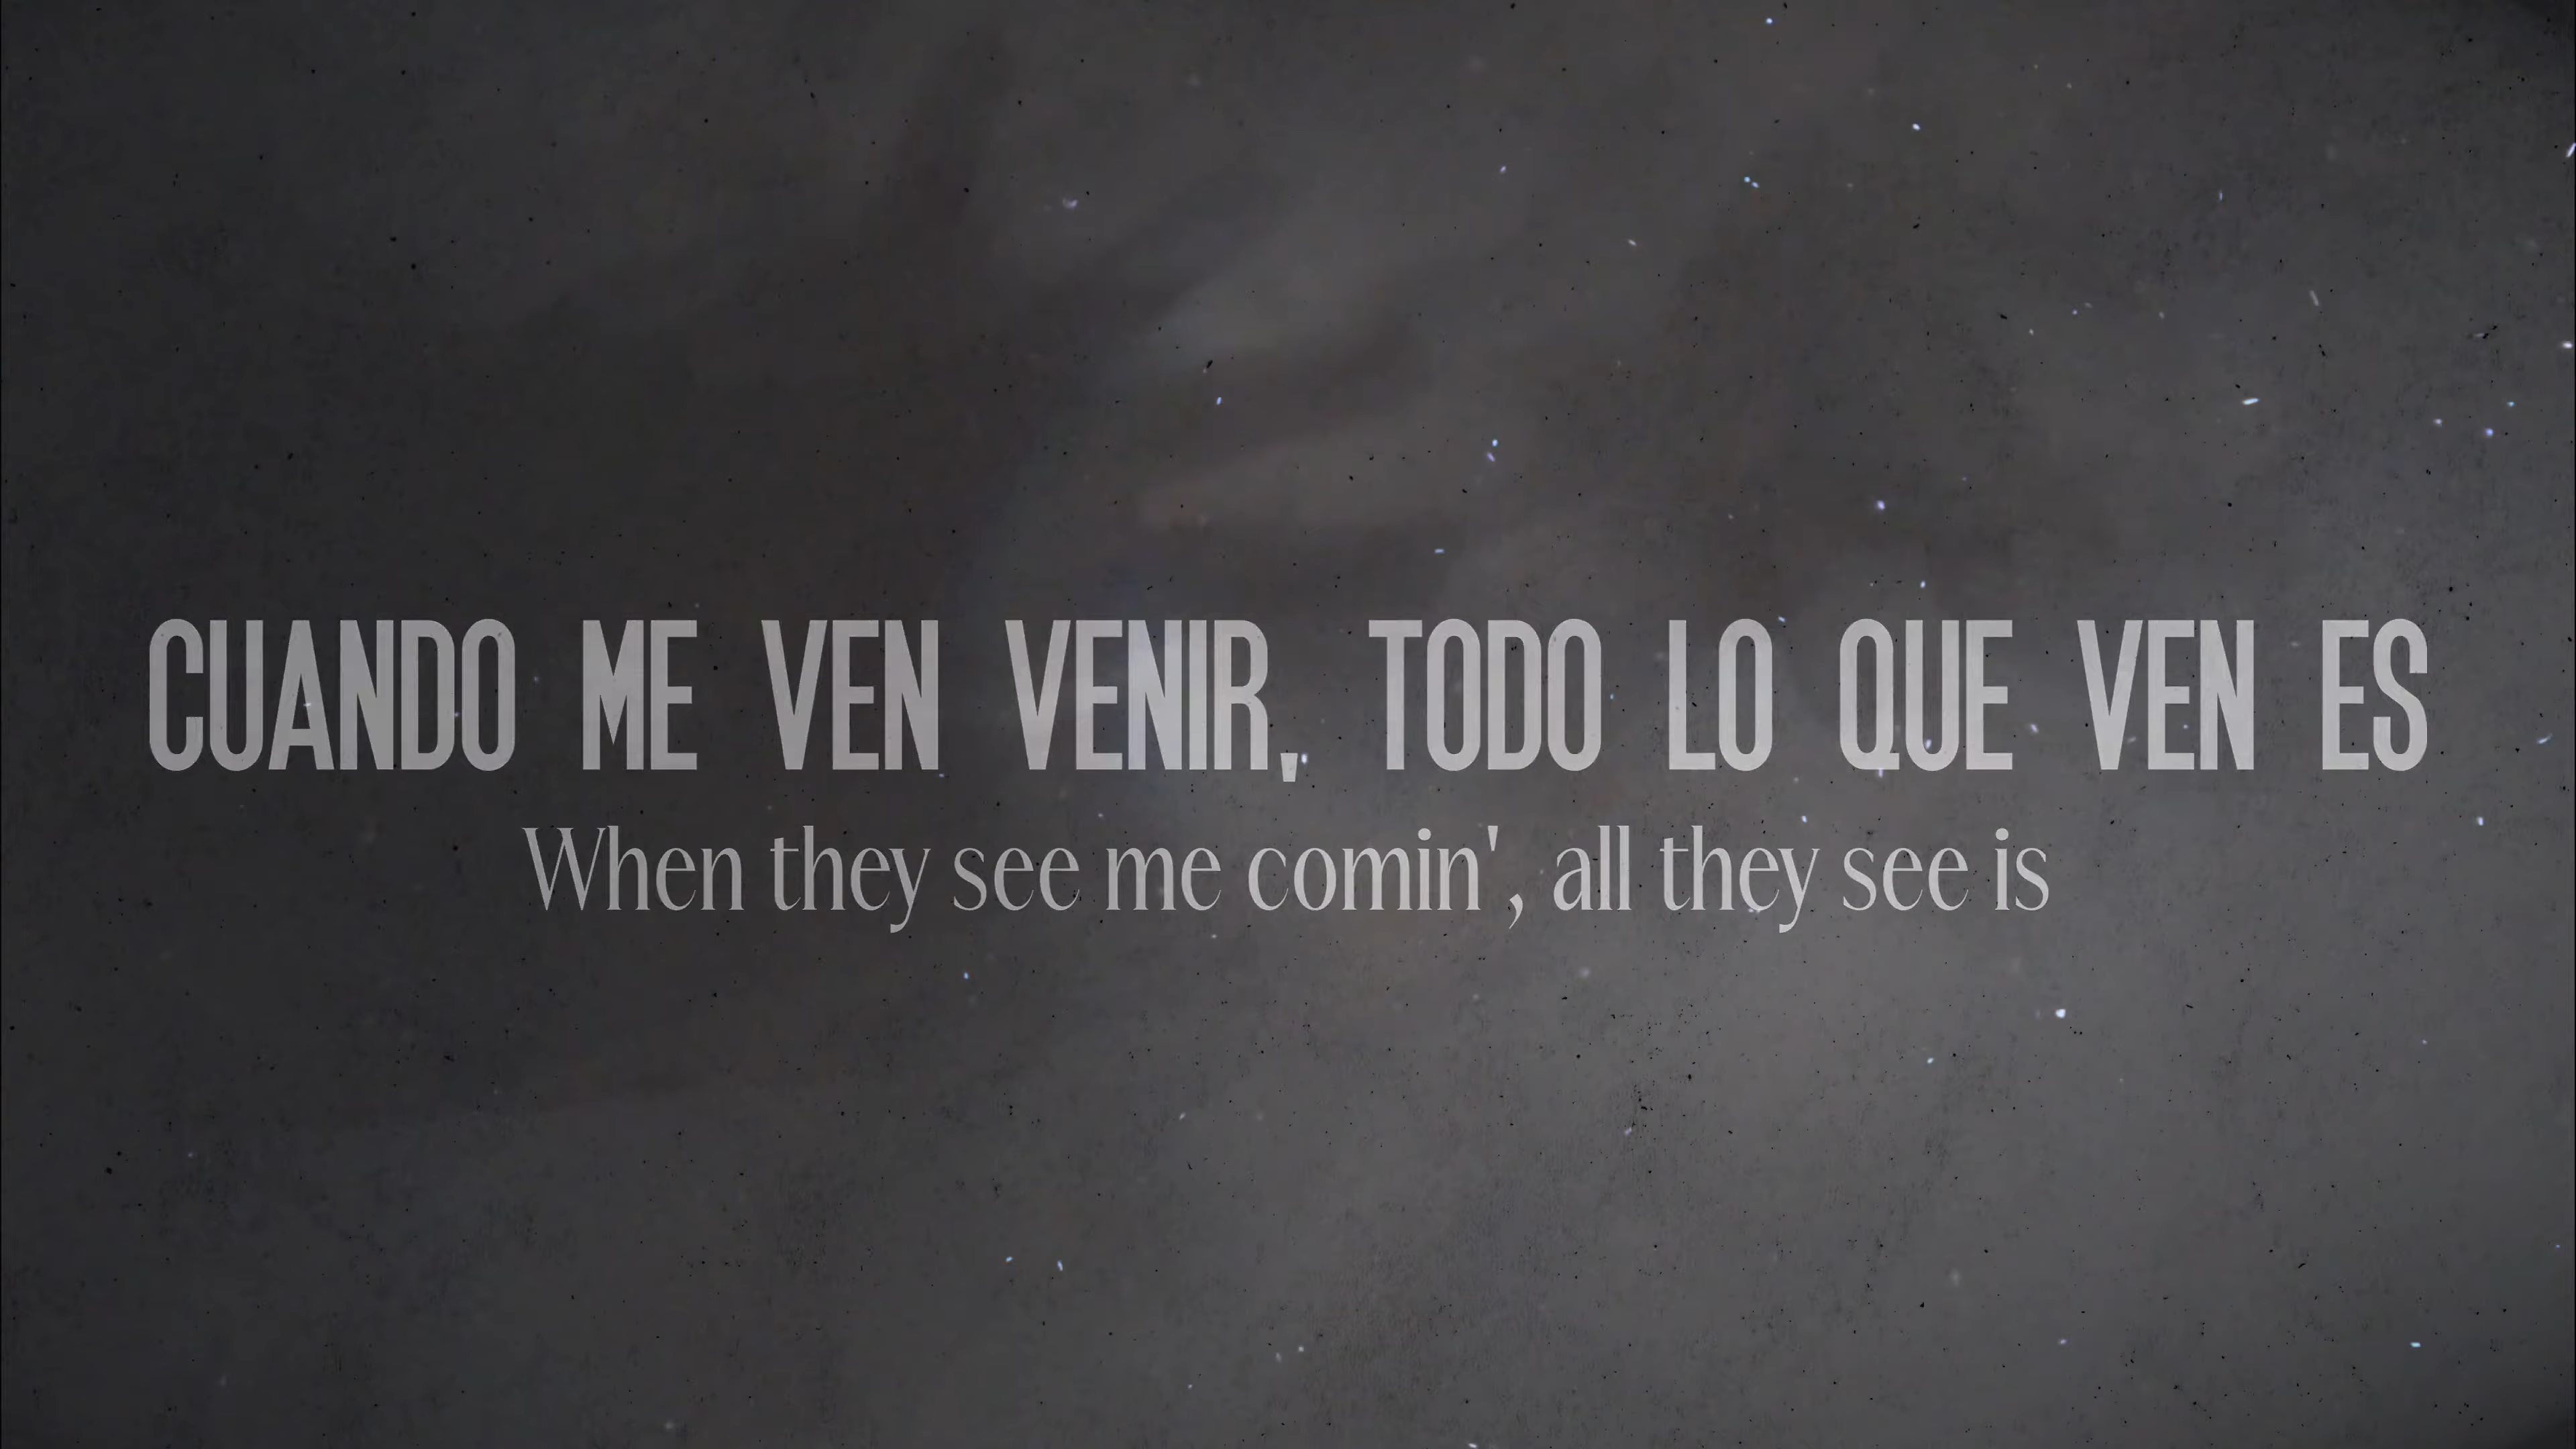 CUANDO ME VEN VENIR, TODO LO QUE VEN ES
When they see me comin', all they see is